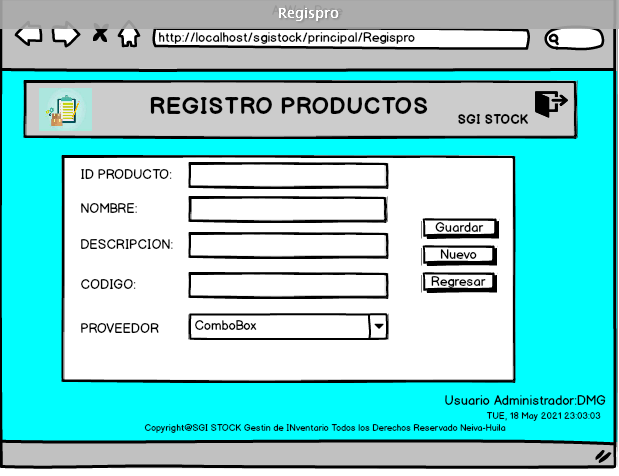 Regispro
http://localhost/sgistock/principal/Regispro
REGISTRO PRODUCTOS
SGI STOCK
ID PRODUCTO:
NOMBRE:
DESCRIPCION:
CODIGO:
PROVEEDOR
ComboBox
Guardar
Nuevo
Regresar
Usuario Administrador:DMG
TUE, 18 May 2021 23:03:03
Copyright@SGI STOCK Gestin de INventario Todos los Derechos Reservado Neiva-Huila